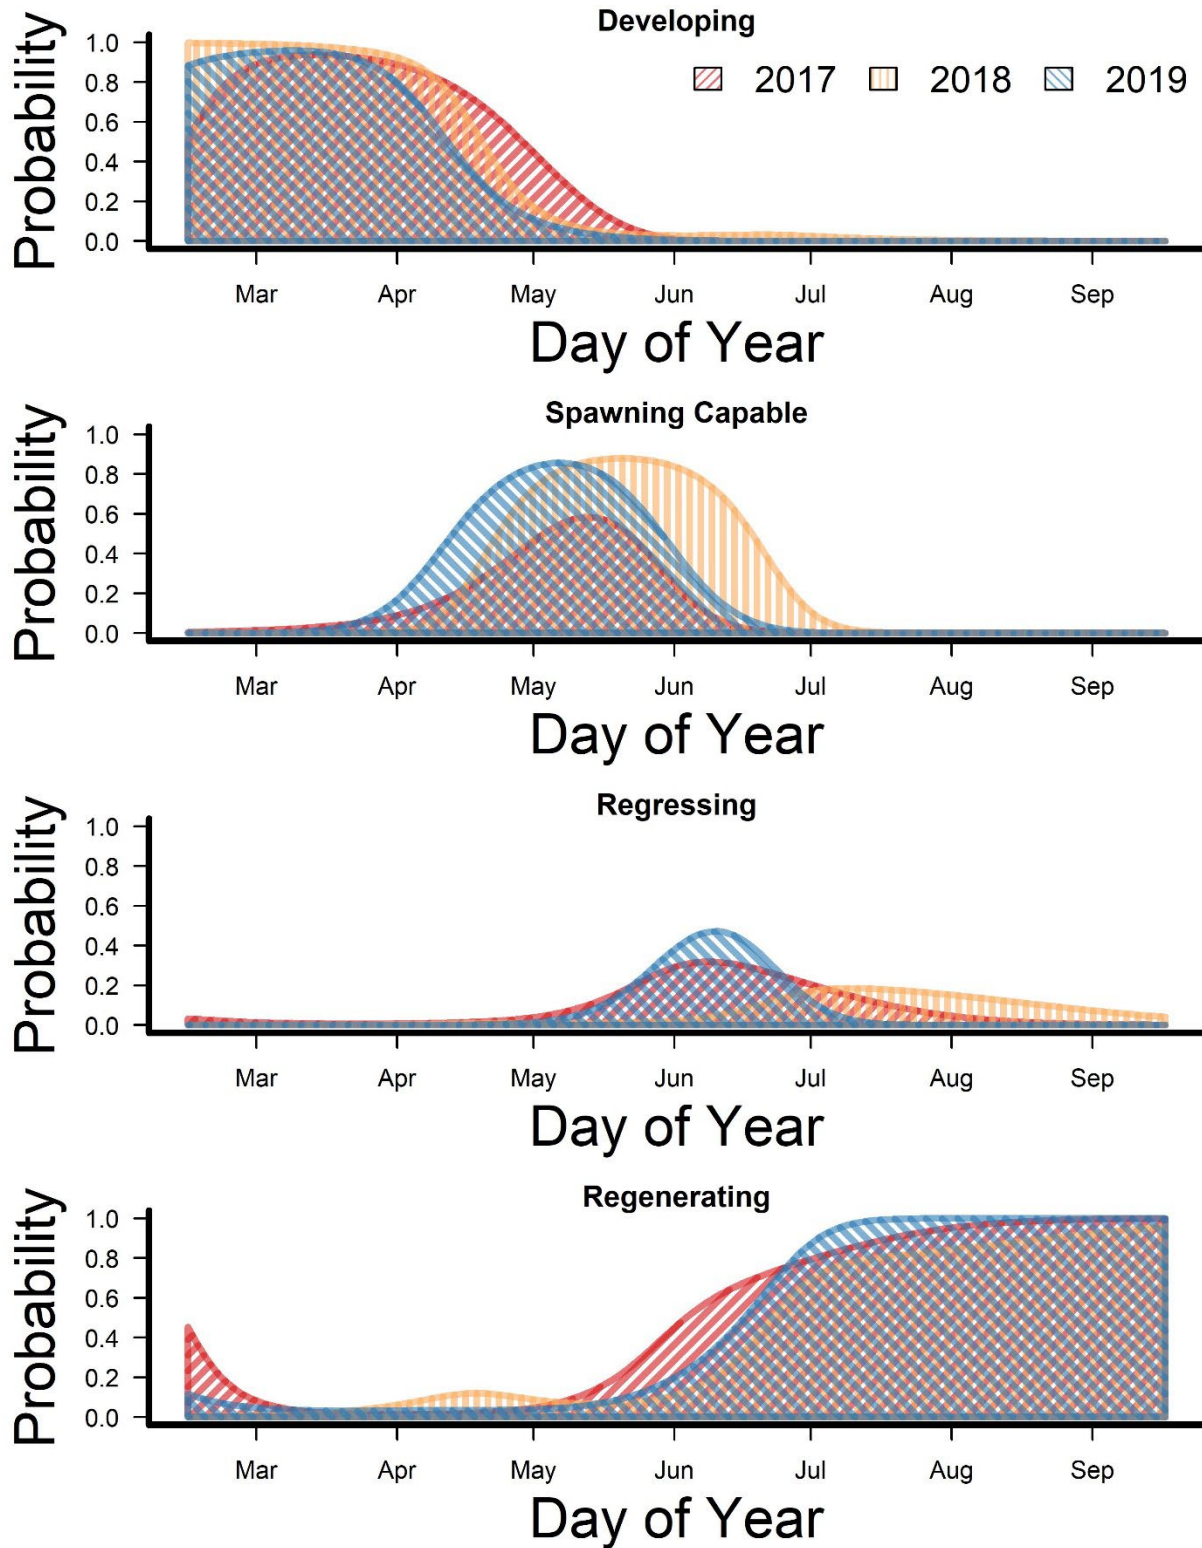 Developing
2017 2018 2019
Probability
1.0
0.8
0.6
0.4
0.2
0.0
Mar Apr May Jun Jul Aug Sep
Day of Year
Spawning Capable
Probability
1.0
0.8
0.6
0.4
0.2
0.0
Mar Apr May Jun Jul Aug Sep
Day of Year
Regressing
Probability
1.0
0.8
0.6
0.4
0.2
0.0
Mar Apr May Jun Jul Aug Sep
Day of Year
Regenerating
Probability
1.0
0.8
0.6
0.4
0.2
0.0
Mar Apr May Jun Jul Aug Sep
Day of Year